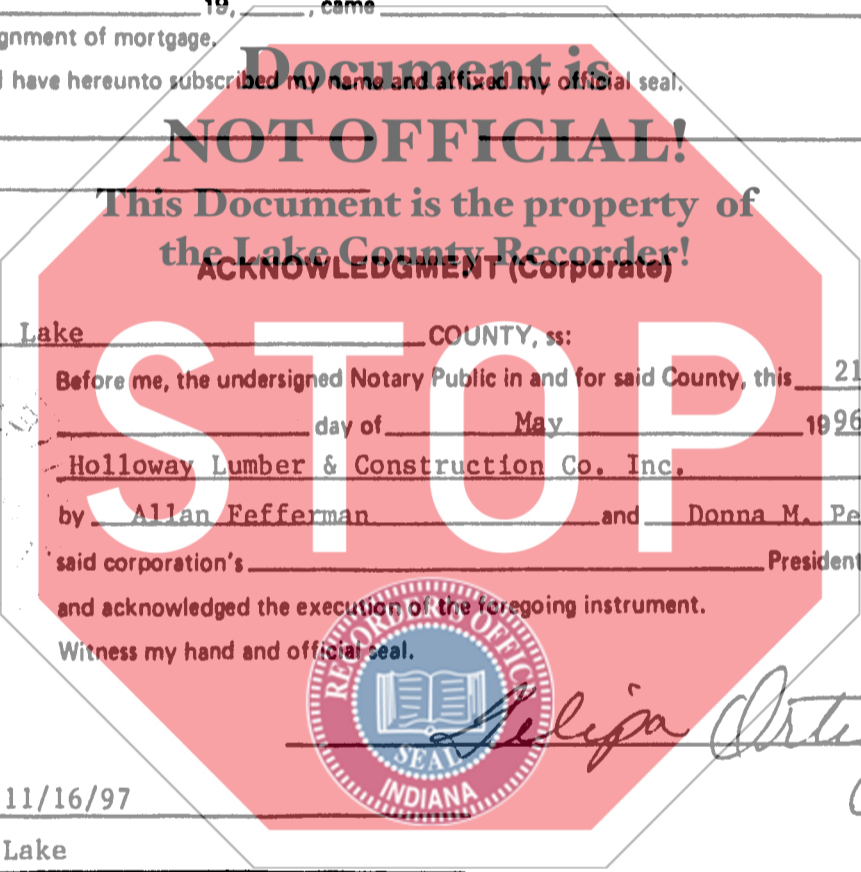 19, , came
gnment of mortgage.
I have hereunto subscribed my name and affixed my official seal.
Document is
NOT OFFICIAL!
This Document is the property of
the Lake County Recorder!
ACKNOWLEDGMENT (Corporate)
STOP
Lake COUNTY, ss:
Before me, the undersigned Notary Public in and for said County, this 21
day of May 1996
Holloway Lumber & Construction Co. Inc.
by Allan Fefferman and Donna M. Pe
said corporation's President
and acknowledged the execution of the foregoing instrument.
Witness my hand and official seal.
RECORDER'S OFFICE
SEAL
INDIANA
Felipa Orti
11/16/97
Lake